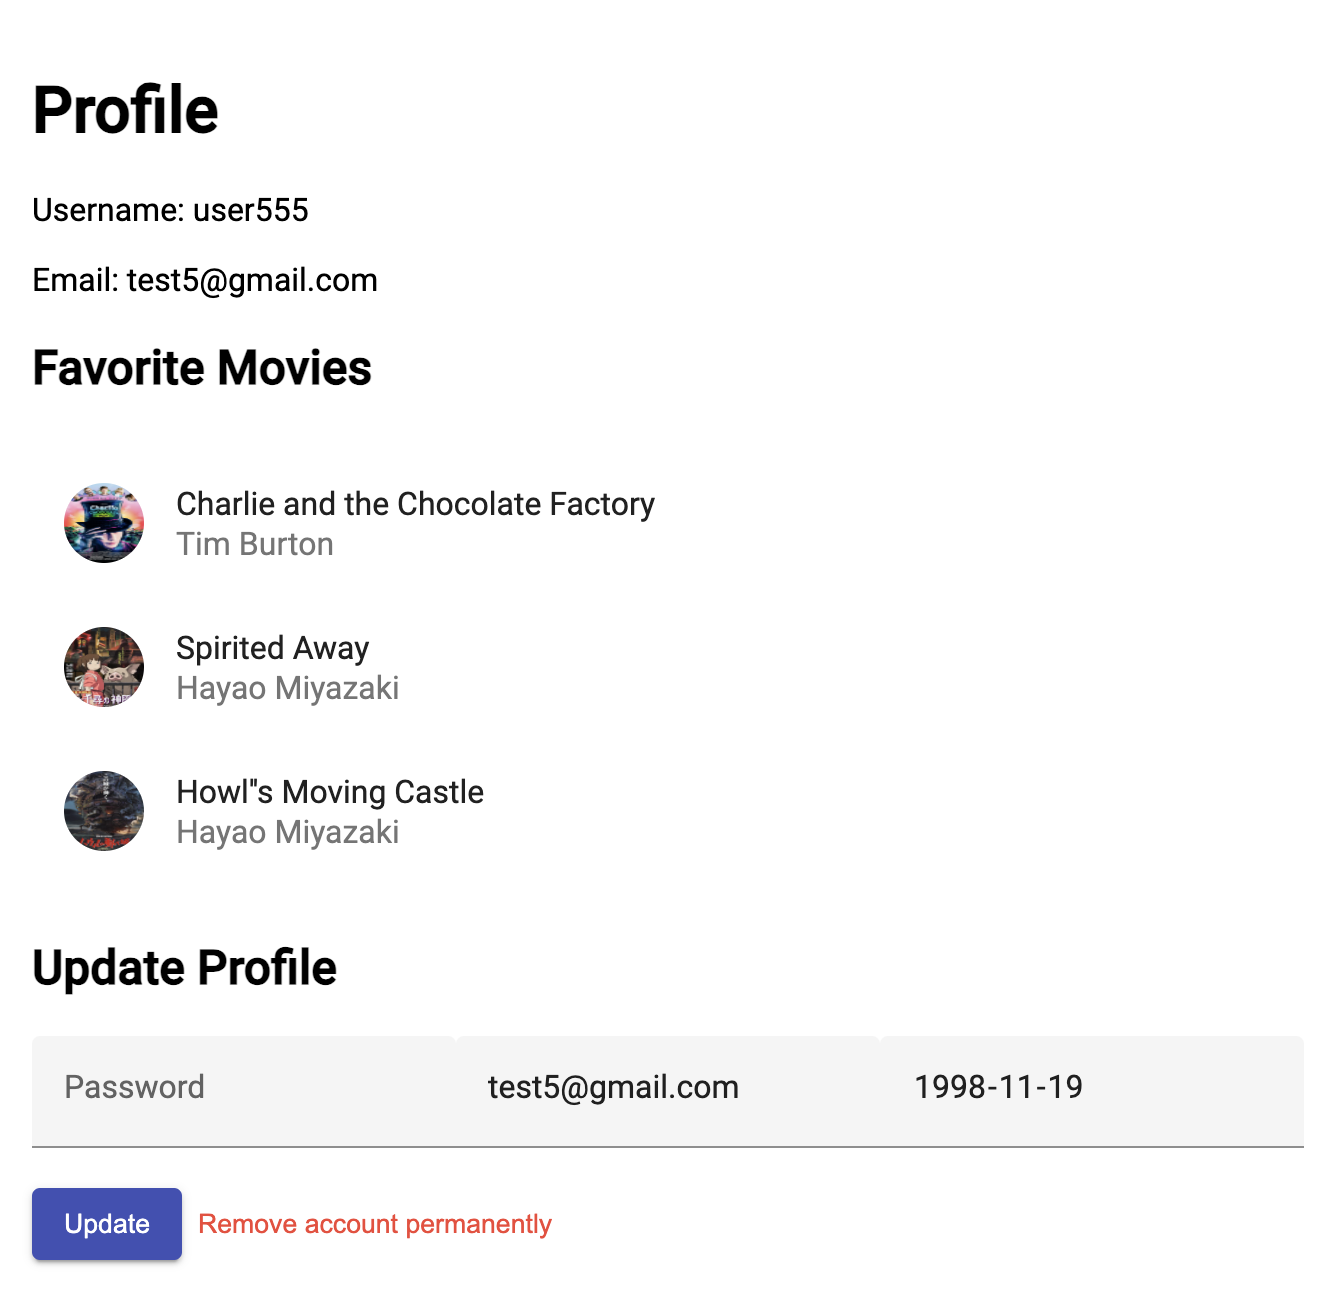 Profile
Username: user555
Email: test5@gmail.com
Favorite Movies
Charlie and the Chocolate Factory
Tim Burton
Spirited Away
Hayao Miyazaki
Howl''s Moving Castle
Hayao Miyazaki
Update Profile
Password test5@gmail.com 1998-11-19
Update Remove account permanently